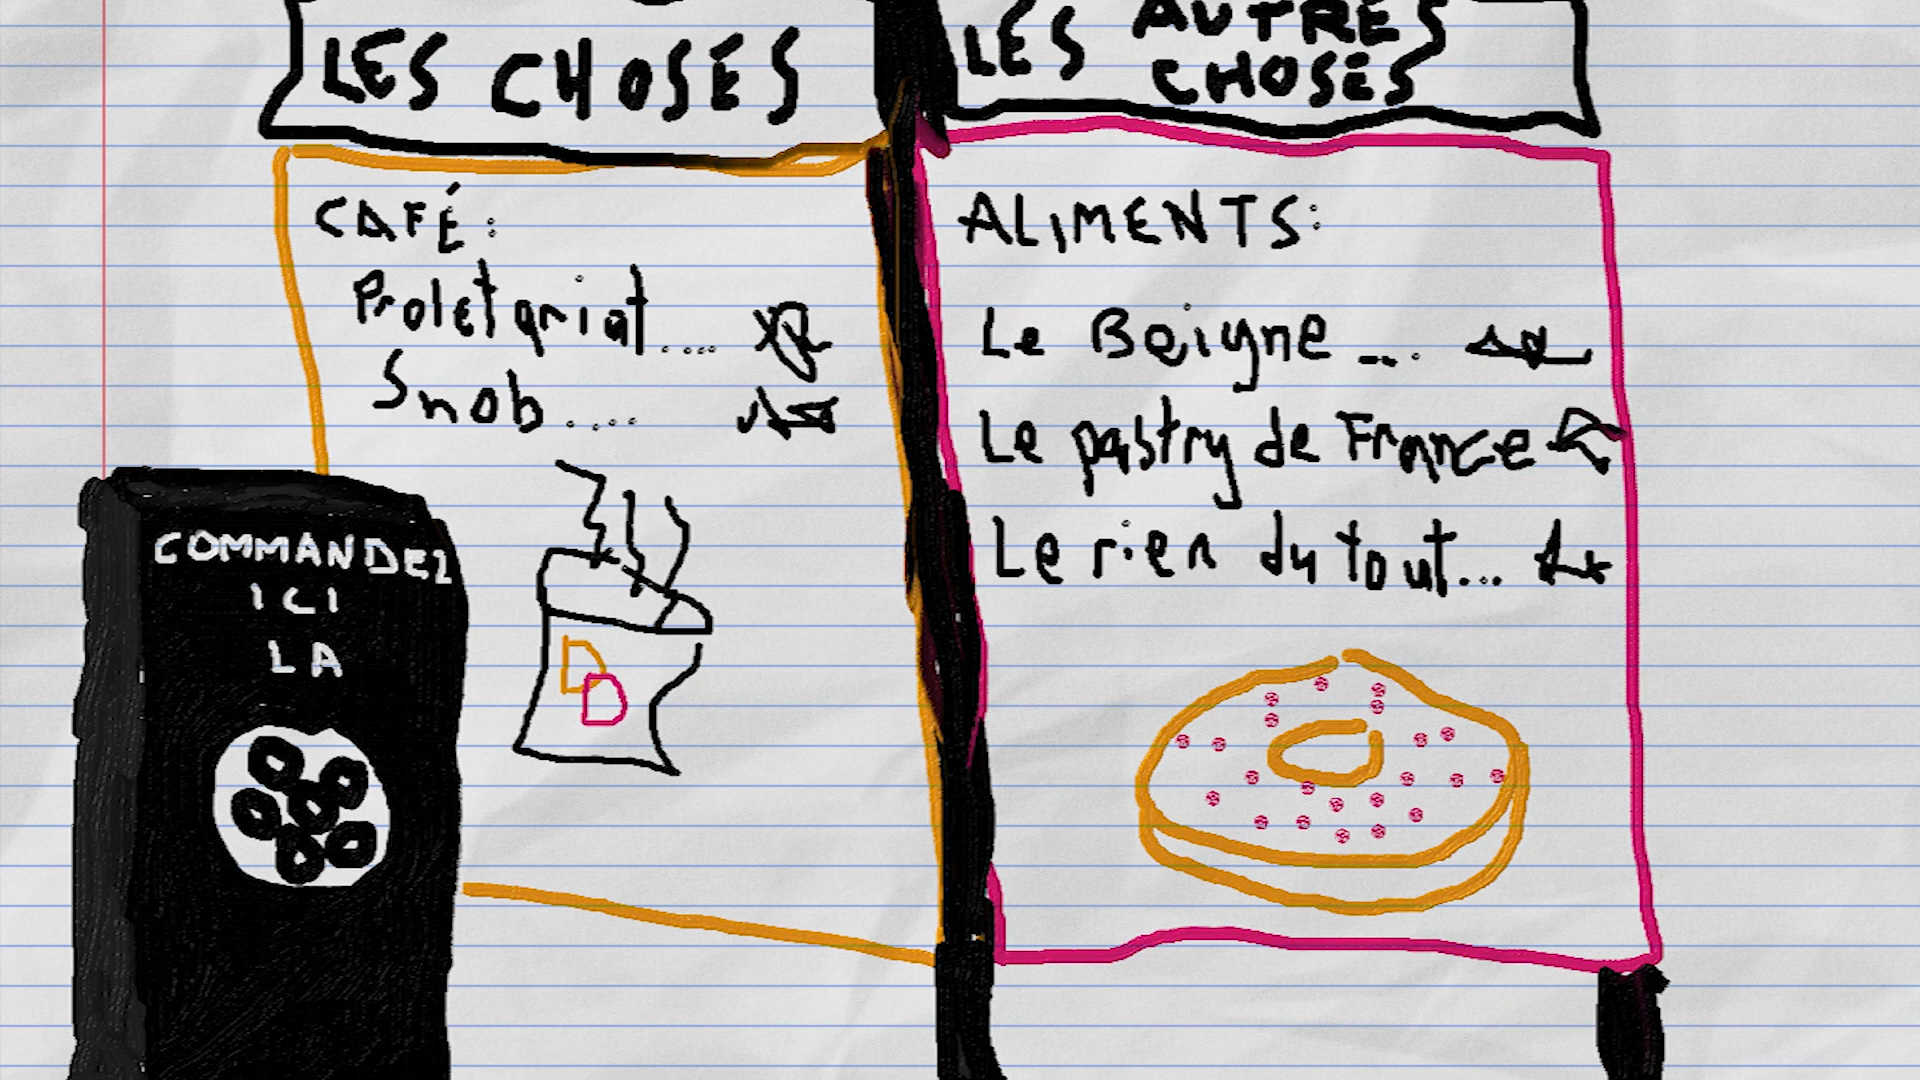 LES CHOSES
LES AUTRES
CHOSES
CAFÉ:
Proletariat....
Snob....
ALIMENTS:
Le Beigne...
Le pastry de France
Le rien du tout...
COMMANDEZ
ICI
LA
D
D